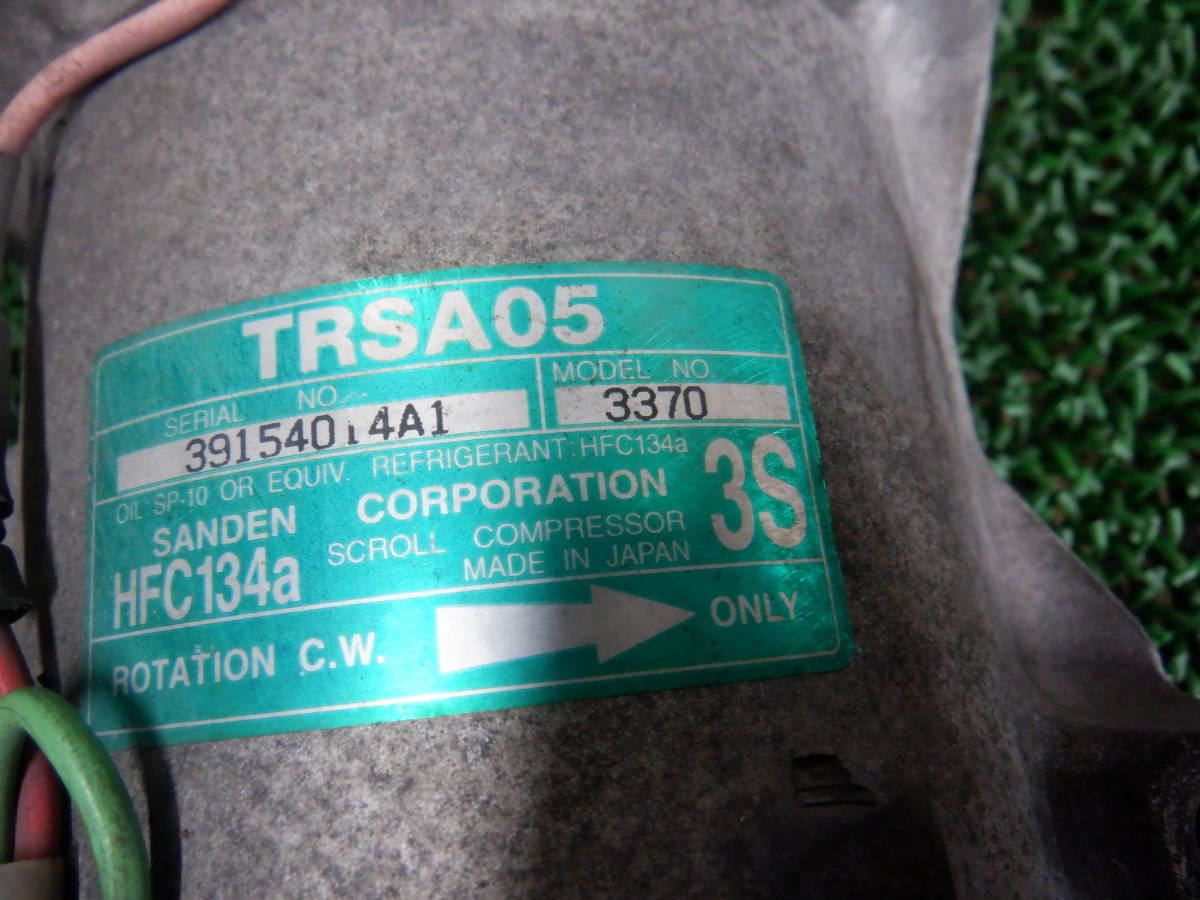 TRSA05
SERIAL NO.
391540149A1
MODEL NO.
3370
OIL SP-10 OR EQUIV. REFRIGERANT:HFC134a
SANDEN CORPORATION
3S
SCROLL COMPRESSOR
HFC134a
MADE IN JAPAN
ROTATION C.W. ONLY